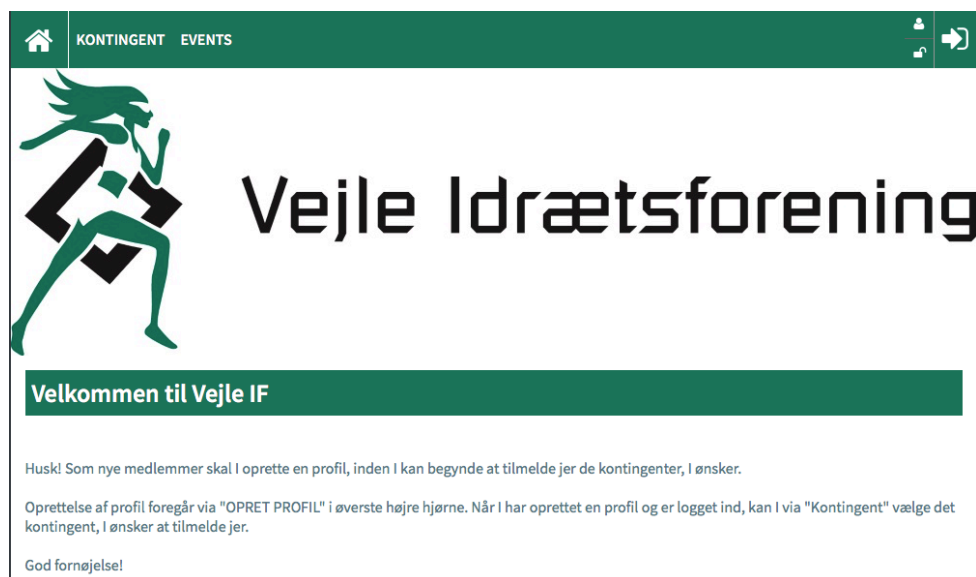 KONTINGENT EVENTS
Vejle Idrætsforening
Velkommen til Vejle IF
Husk! Som nye medlemmer skal I oprette en profil, inden I kan begynde at tilmelde jer de kontingenter, I ønsker.
Oprettelse af profil foregår via "OPRET PROFIL" i øverste højre hjørne. Når I har oprettet en profil og er logget ind, kan I via "Kontingent" vælge det
kontingent, I ønsker at tilmelde jer.
God fornøjelse!